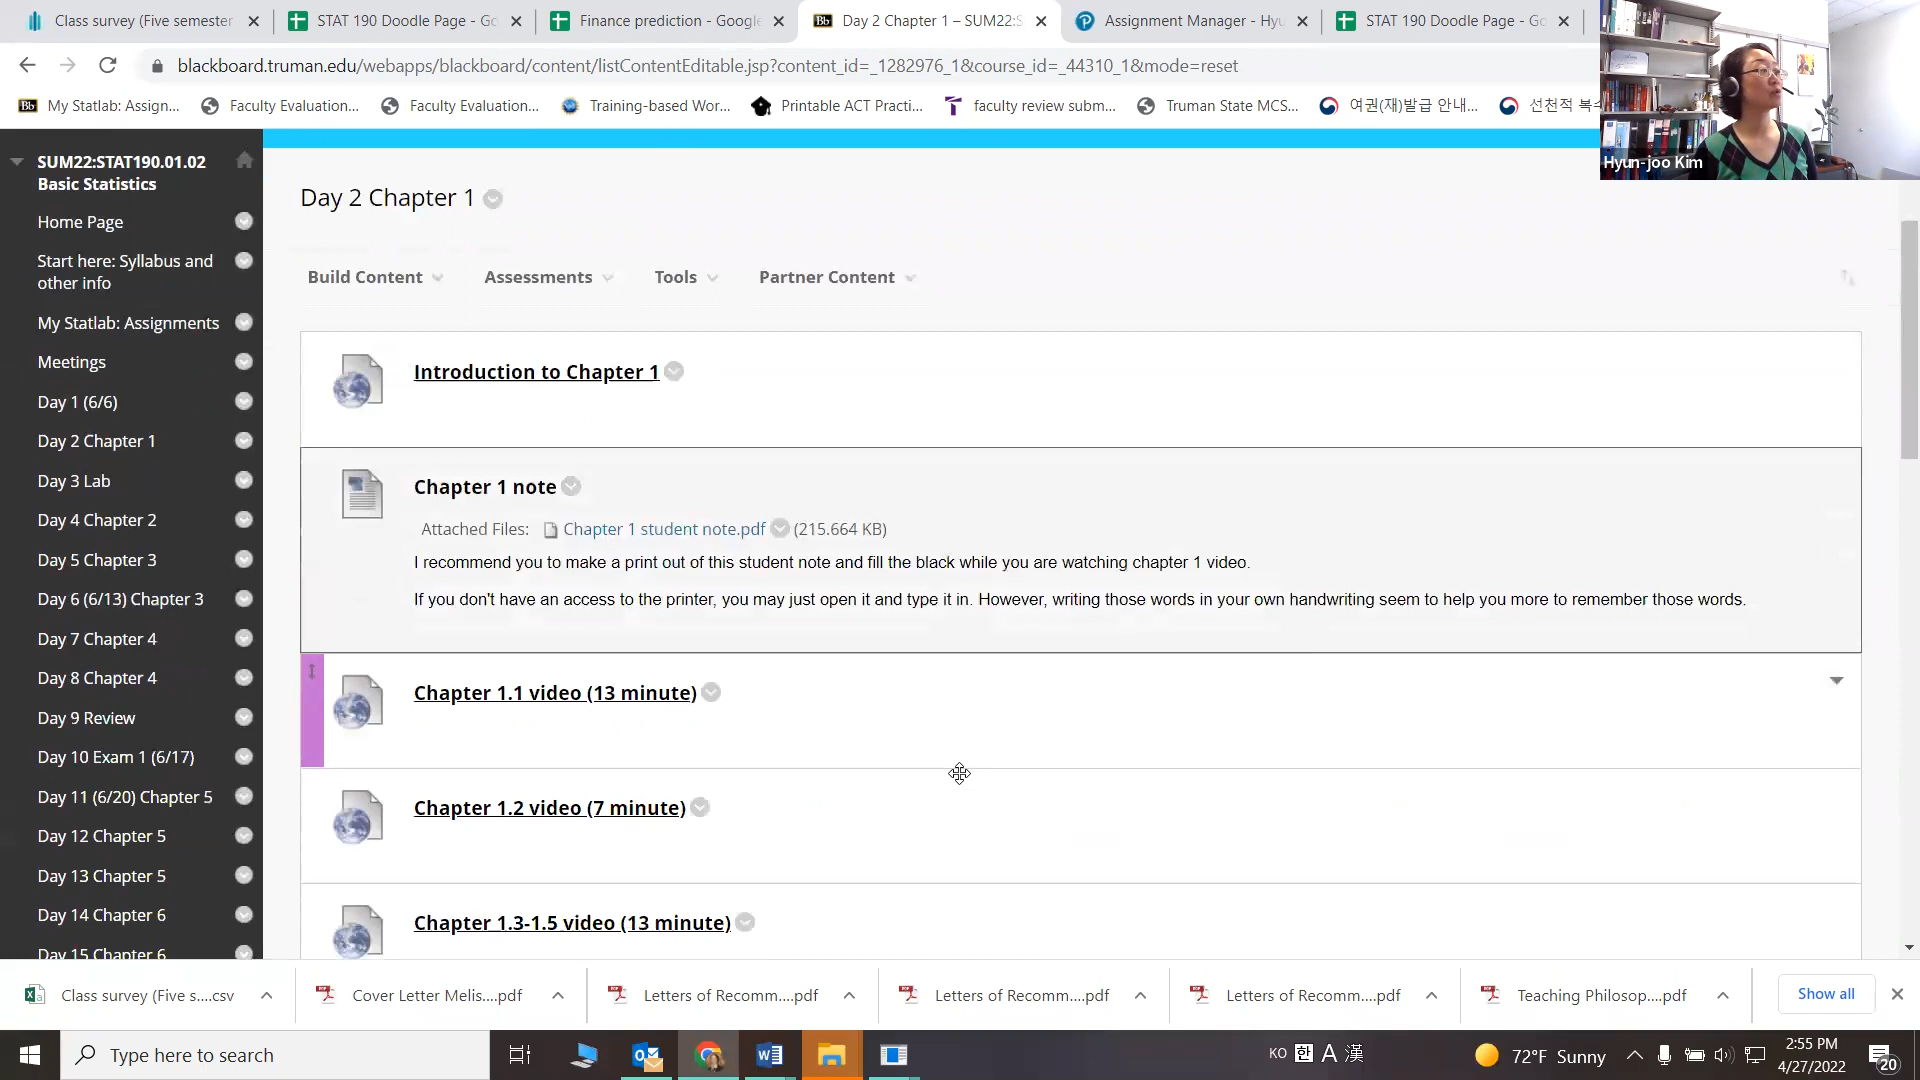 Class survey (Five semester
STAT 190 Doodle Page - Go
Finance prediction - Google
Day 2 Chapter 1 – SUM22:S
Assignment Manager - Hyu
STAT 190 Doodle Page - Go
blackboard.truman.edu/webapps/blackboard/content/listContentEditable.jsp?content_id=_1282976_1&course_id=_44310_1&mode=reset
My Statlab: Assign...
Faculty Evaluation...
Faculty Evaluation...
Training-based Wor...
Printable ACT Practi...
faculty review subm...
Truman State MCS...
여권(재)발급 안내...
선천적 복수
Hyun-joo Kim
SUM22:STAT190.01.02
Basic Statistics
Home Page
Start here: Syllabus and
other info
My Statlab: Assignments
Meetings
Day 1 (6/6)
Day 2 Chapter 1
Day 3 Lab
Day 4 Chapter 2
Day 5 Chapter 3
Day 6 (6/13) Chapter 3
Day 7 Chapter 4
Day 8 Chapter 4
Day 9 Review
Day 10 Exam 1 (6/17)
Day 11 (6/20) Chapter 5
Day 12 Chapter 5
Day 13 Chapter 5
Day 14 Chapter 6
Day 15 Chapter 6
Day 2 Chapter 1
Build Content
Assessments
Tools
Partner Content
Introduction to Chapter 1
Chapter 1 note
Attached Files: Chapter 1 student note.pdf (215.664 KB)
I recommend you to make a print out of this student note and fill the black while you are watching chapter 1 video.
If you don't have an access to the printer, you may just open it and type it in. However, writing those words in your own handwriting seem to help you more to remember those words.
Chapter 1.1 video (13 minute)
Chapter 1.2 video (7 minute)
Chapter 1.3-1.5 video (13 minute)
Class survey (Five s....csv
Cover Letter Melis....pdf
Letters of Recomm....pdf
Letters of Recomm....pdf
Letters of Recomm....pdf
Teaching Philosop....pdf
Show all
Type here to search
KO 한 A 漢
72°F Sunny
2:55 PM
4/27/2022
20